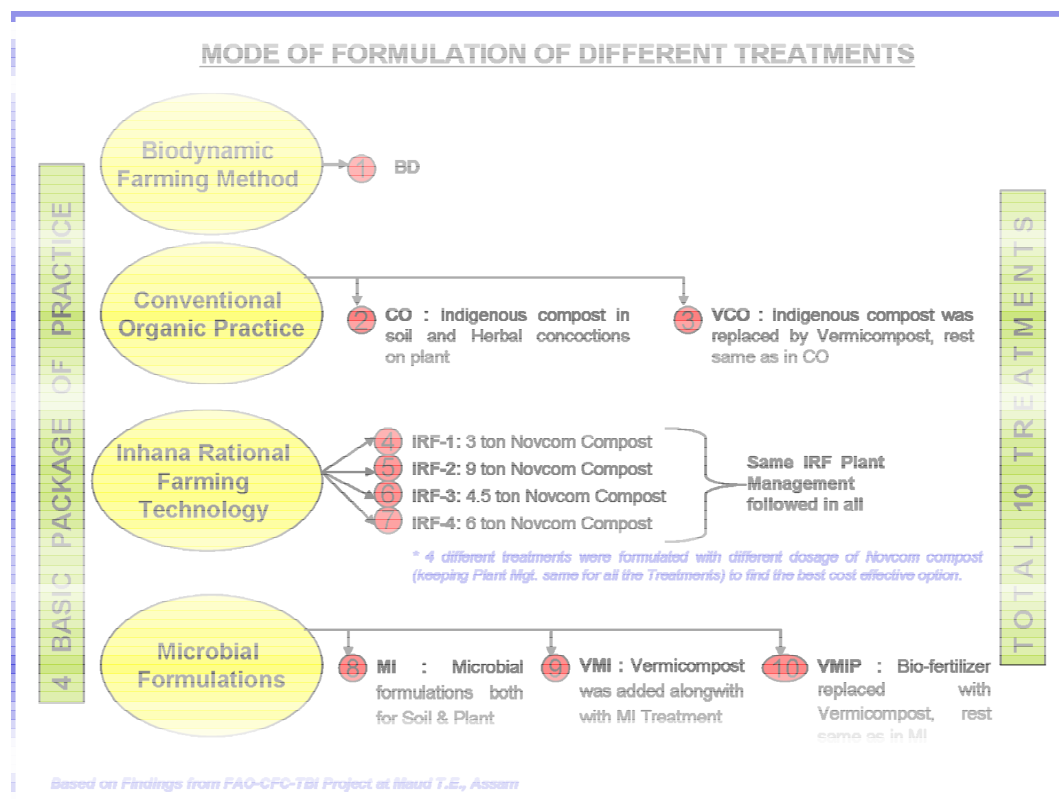 MODE OF FORMULATION OF DIFFERENT TREATMENTS
4 BASIC PACKAGE OF PRACTICE
Biodynamic
Farming Method
1 BD
Conventional
Organic Practice
2 CO : Indigenous compost in
soil and Herbal concoctions
on plant
3 VCO : Indigenous compost was
replaced by Vermicompost, rest
same as in CO
Inhana Rational
Farming
Technology
4 IRF-1: 3 ton Novcom Compost
5 IRF-2: 9 ton Novcom Compost
6 IRF-3: 4.5 ton Novcom Compost
7 IRF-4: 6 ton Novcom Compost
Same IRF Plant
Management
followed in all
* 4 different treatments were formulated with different dosage of Novcom compost
(keeping Plant Mgt. same for all the Treatments) to find the best cost effective option.
Microbial
Formulations
8 MI : Microbial
formulations both
for Soil & Plant
9 VMI : Vermicompost
was added alongwith
with MI Treatment
10 VMIP : Bio-fertilizer
replaced with
Vermicompost, rest
same as in MI
TOTAL 10 TREATMENTS
Based on Findings from FAO-CFC-TBI Project at Maud T.E., Assam